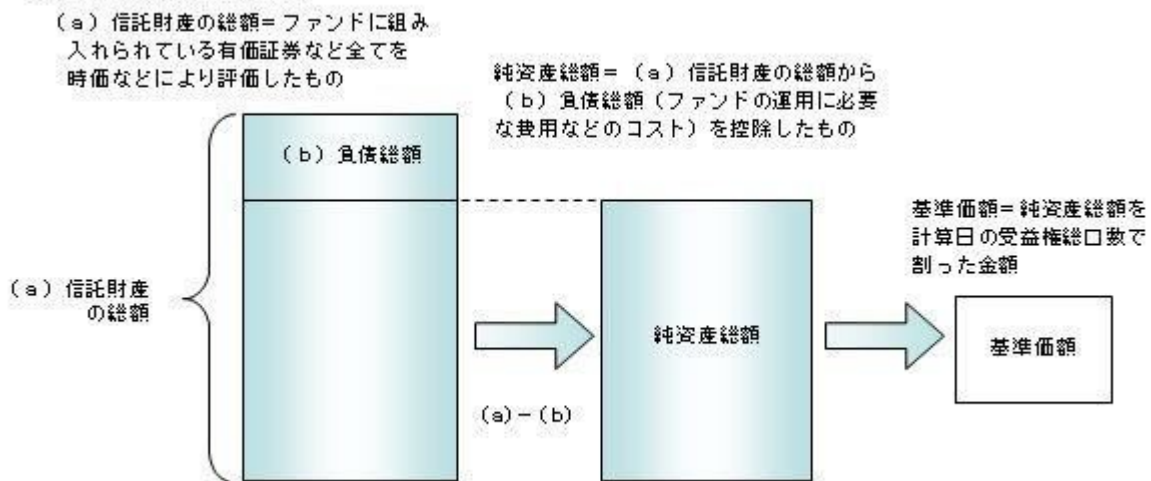 (a)信託財産の総額=ファンドに組み
入れられている有価証券など全てを
時価などにより評価したもの
純資産総額=(a)信託財産の総額から
(b)負債総額(ファンドの運用に必要
な費用などのコスト)を控除したもの
(b)負債総額
基準価額=純資産総額を
計算日の受益権総口数で
割った金額
(a)信託財産
の総額
純資産総額
基準価額
(a)-(b)